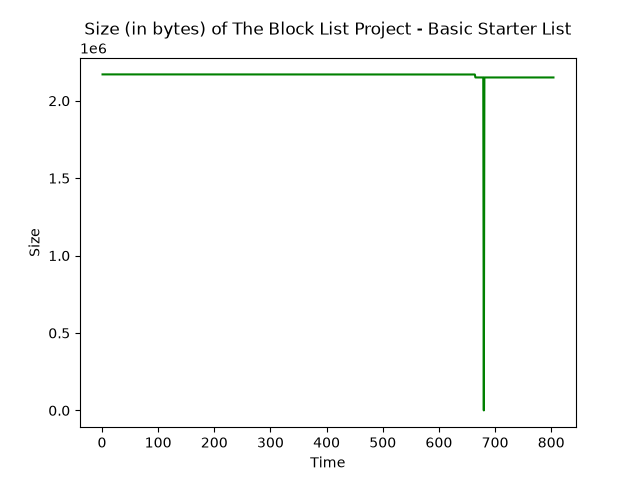 Size (in bytes) of The Block List Project - Basic Starter List
1e6
2.0
1.5
1.0
0.5
0.0
Size
0 100 200 300 400 500 600 700 800
Time